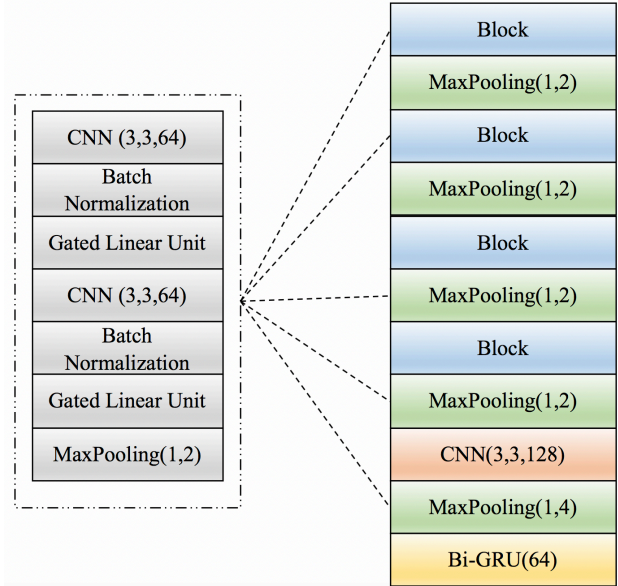 CNN (3,3,64)
Batch
Normalization
Gated Linear Unit
CNN (3,3,64)
Batch
Normalization
Gated Linear Unit
MaxPooling(1,2)
Block
MaxPooling(1,2)
Block
MaxPooling(1,2)
Block
MaxPooling(1,2)
Block
MaxPooling(1,2)
CNN(3,3,128)
MaxPooling(1,4)
Bi-GRU(64)